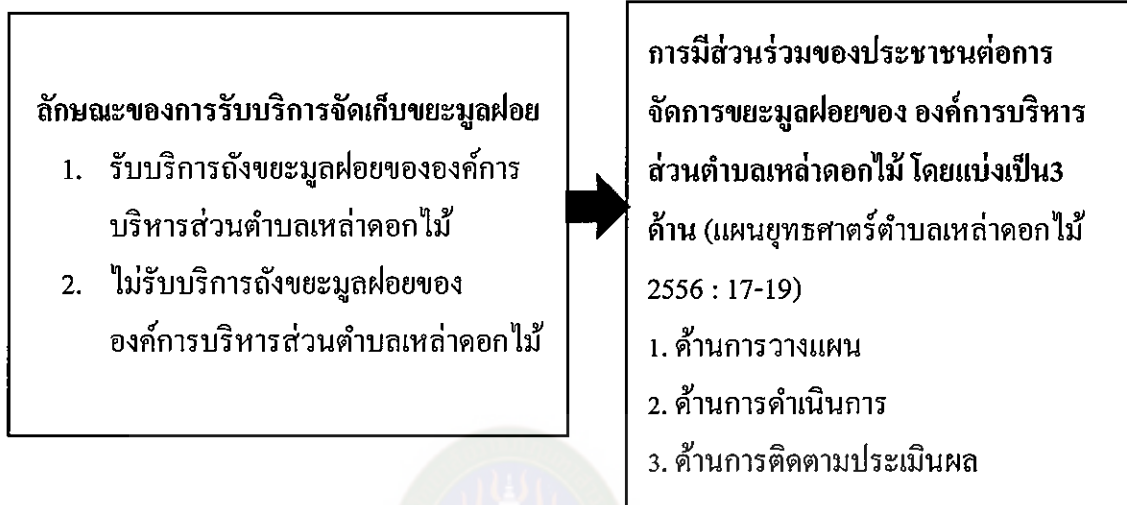 ลักษณะของการรับบริการจัดเก็บขยะมูลฝอย
1. รับบริการถังขยะมูลฝอยขององค์การ
บริหารส่วนตำบลเหล่าดอกไม้
2. ไม่รับบริการถังขยะมูลฝอยของ
องค์การบริหารส่วนตำบลเหล่าดอกไม้
การมีส่วนร่วมของประชาชนต่อการ
จัดการขยะมูลฝอยของ องค์การบริหาร
ส่วนตำบลเหล่าดอกไม้ โดยแบ่งเป็น3
ด้าน (แผนยุทธศาตร์ตำบลเหล่าดอกไม้
2556 : 17-19)
1. ด้านการวางแผน
2. ด้านการดำเนินการ
3. ด้านการติดตามประเมินผล